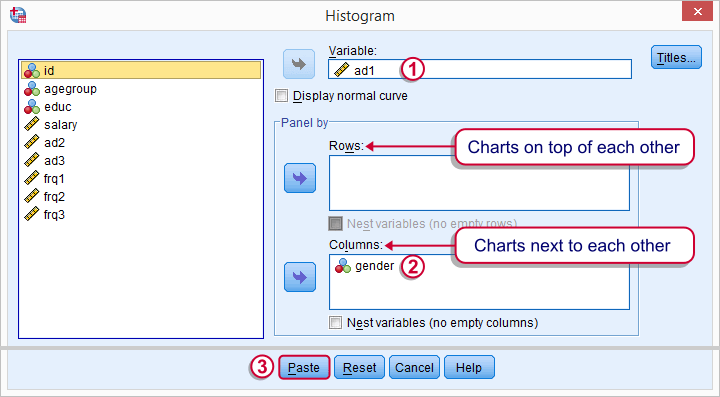 Histogram
id
agegroup
educ
salary
ad2
ad3
frq1
frq2
frq3
Variable:
ad1
1
Titles...
Display normal curve
Panel by
Rows:
Charts on top of each other
Nest variables (no empty rows)
Columns:
Charts next to each other
gender
2
Nest variables (no empty columns)
3
Paste
Reset
Cancel
Help